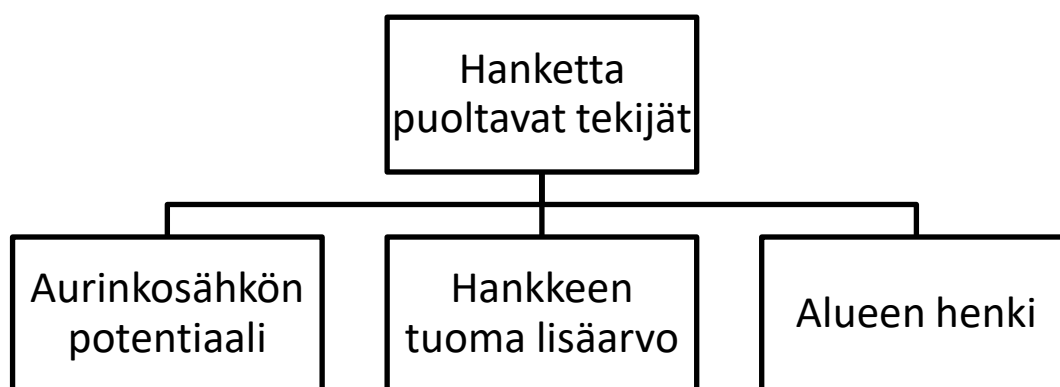 Hanketta
puoltavat tekijät
Aurinkosähkön
potentiaali
Hankkeen
tuoma lisäarvo
Alueen henki